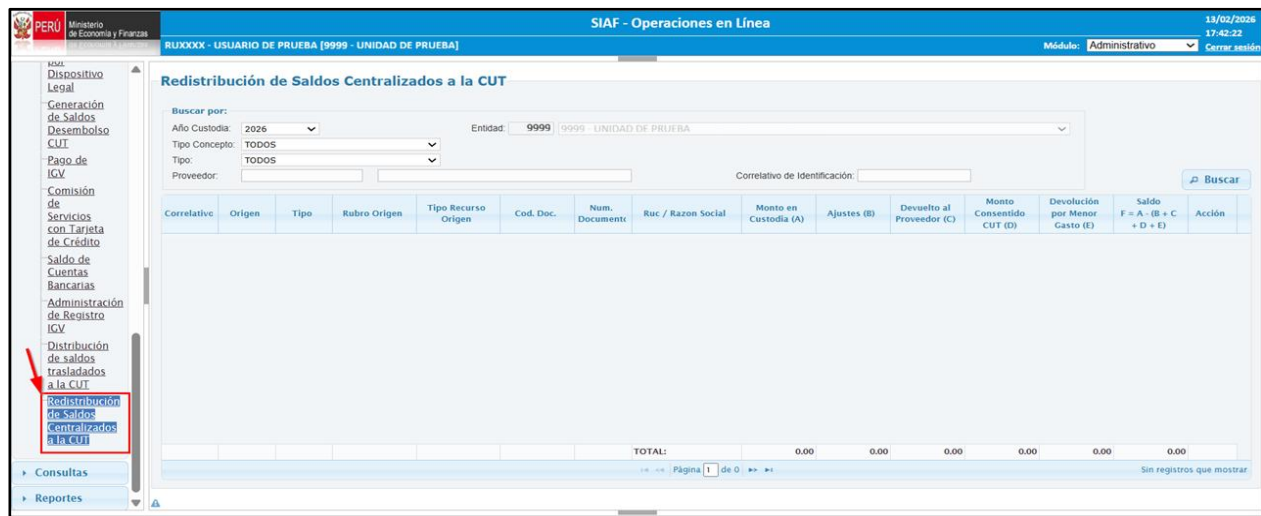 PERÚ
Ministerio
de Economía y Finanzas
SIAF - Operaciones en Línea
13/02/2026
17:42:22
RUXXXX - USUARIO DE PRUEBA [9999 - UNIDAD DE PRUEBA]
Módulo: Administrativo
Cerrar sesión
por
Dispositivo
Legal
Generación
de Saldos
Desembolso
CUT
Pago de
IGV
Comisión
de
Servicios
con Tarjeta
de Crédito
Saldo de
Cuentas
Bancarias
Administración
de Registro
IGV
Distribución
de saldos
trasladados
a la CUT
Redistribución
de Saldos
Centralizados
a la CUT
Consultas
Reportes
Redistribución de Saldos Centralizados a la CUT
Buscar por:
Año Custodia: 2026 Entidad: 9999 9999 - UNIDAD DE PRUEBA
Tipo Concepto: TODOS
Tipo: TODOS
Proveedor: Correlativo de Identificación:
Buscar
Correlativo
Origen
Tipo
Rubro Origen
Tipo Recurso
Origen
Cod. Doc.
Num.
Documento
Ruc / Razon Social
Monto en
Custodia (A)
Ajustes (B)
Devuelto al
Proveedor (C)
Monto
Consentido
CUT (D)
Devolución
por Menor
Gasto (E)
Saldo
F = A - (B + C
+ D + E)
Acción
TOTAL: 0.00 0.00 0.00 0.00 0.00 0.00
Página 1 de 0
Sin registros que mostrar